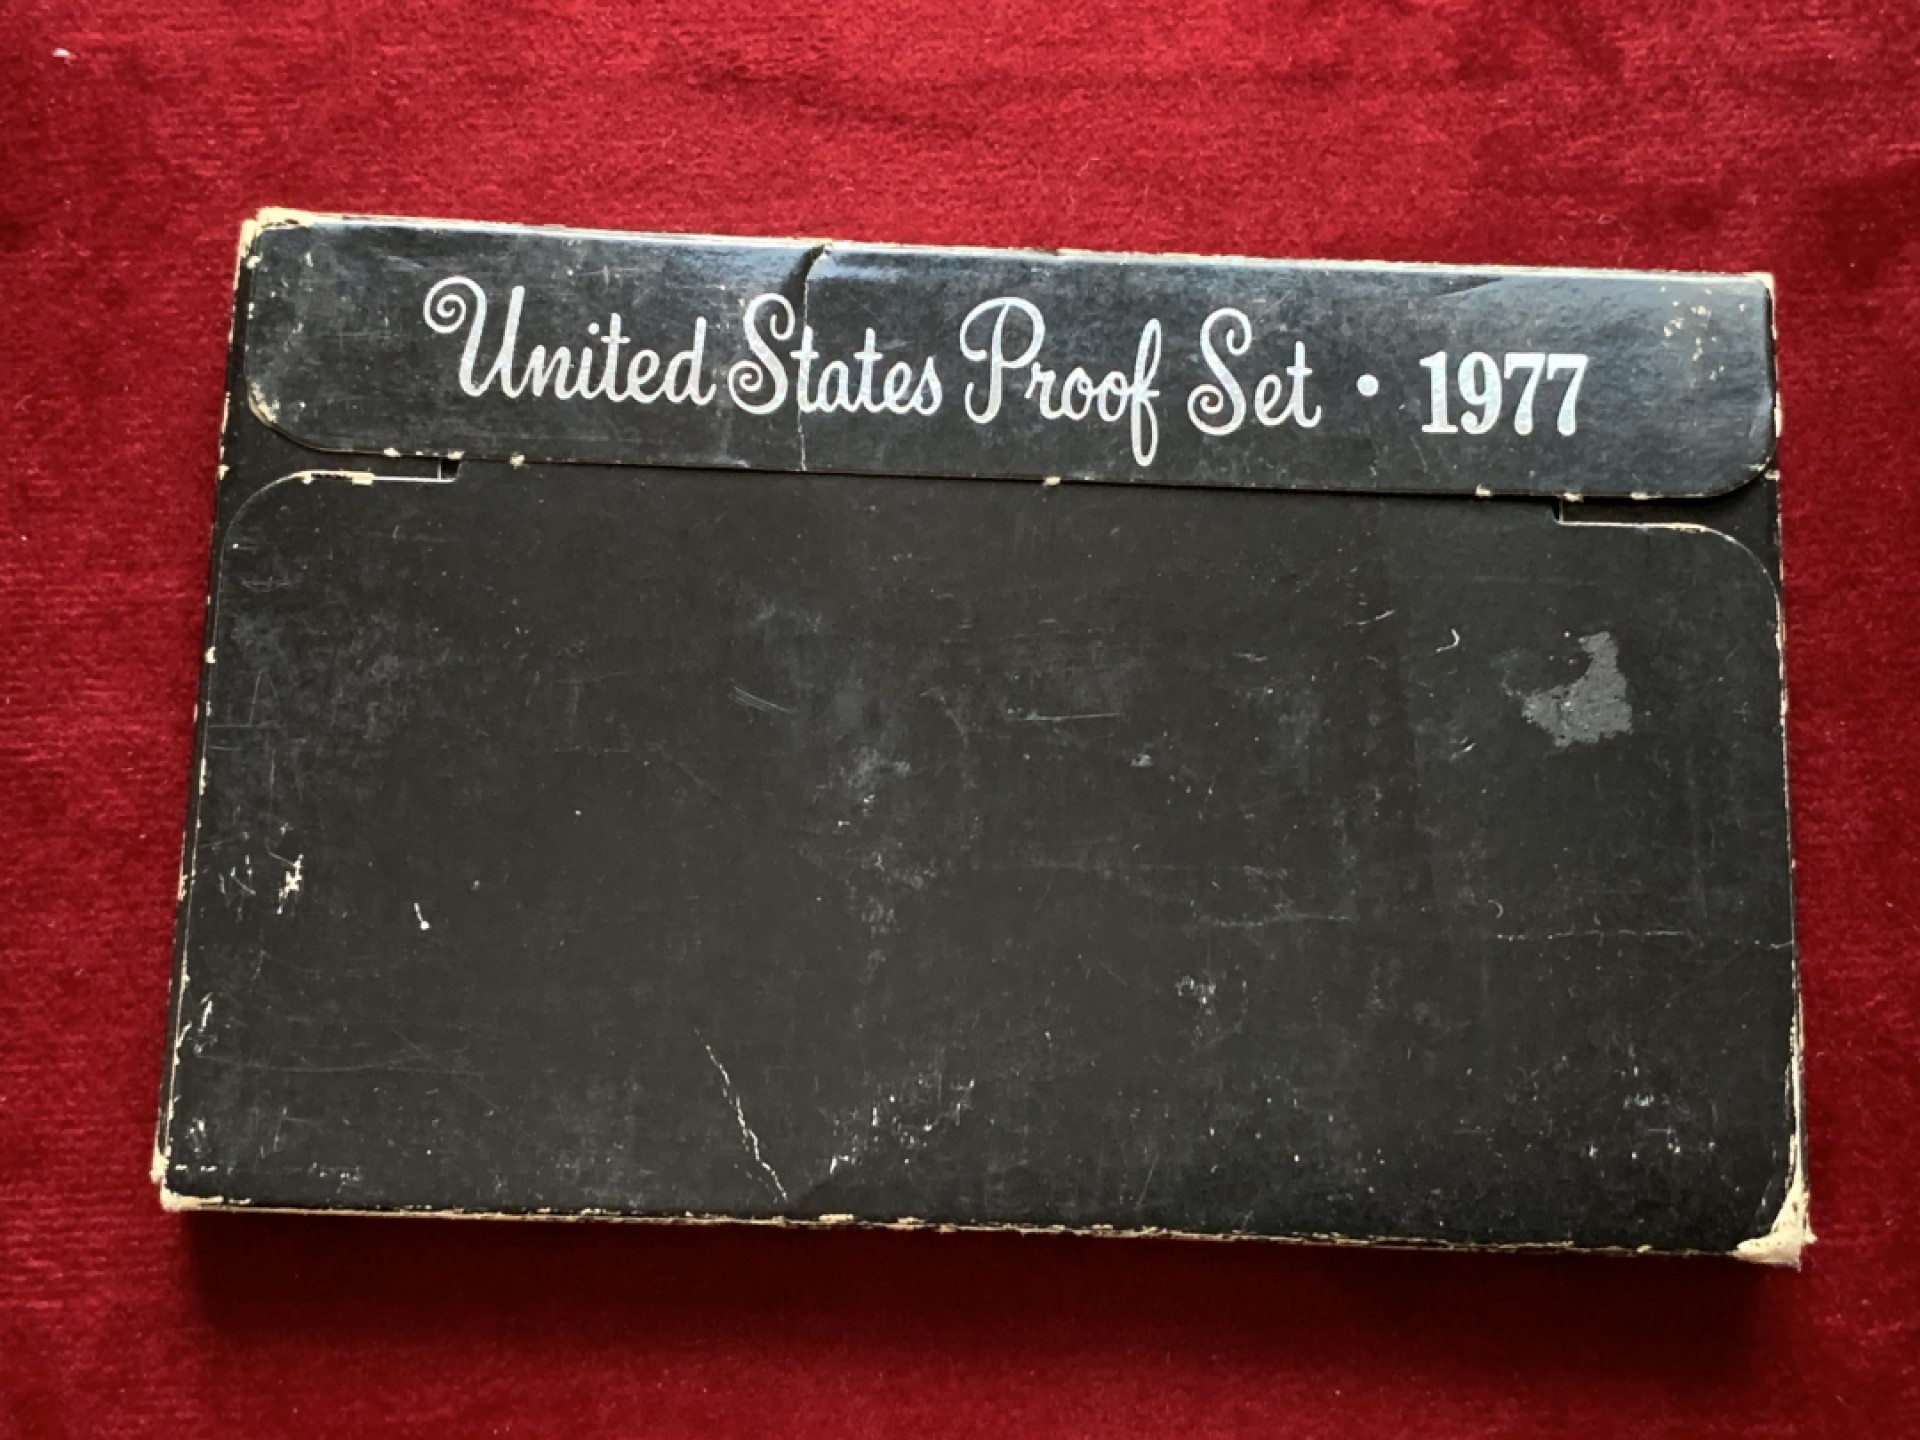 United States Proof Set • 1977